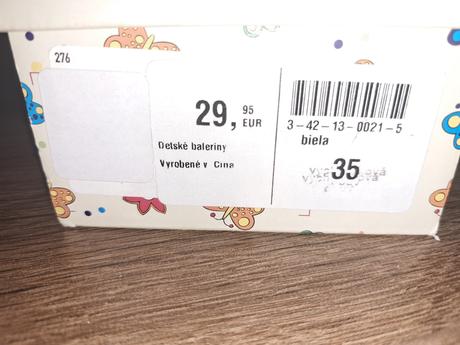 276
29,95
EUR
Detské baleriny
Vyrobené v Cina
3-42-13-0021-5
biela
35